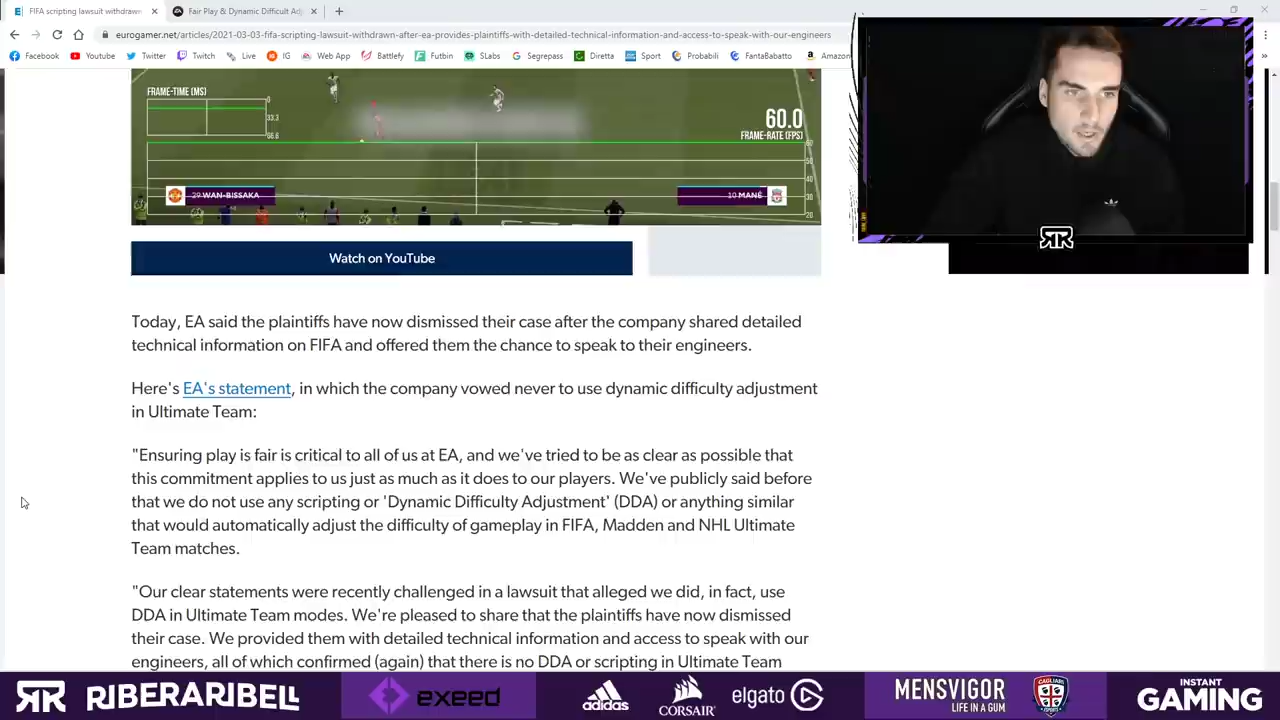 FIFA scripting lawsuit withdrawn
Fair Play & Dynamic Difficult Adj
eurogamer.net/articles/2021-03-03-fifa-scripting-lawsuit-withdrawn-after-ea-provides-plaintiffs-with-detailed-technical-information-and-access-to-speak-with-our-engineers
Facebook Youtube Twitch Live IG Web App Battlefy Futbin SLabs Segrepass Diretta Sport Probabili FantaBabatto Amazon
FRAME-TIME (MS)
0
33.3
66.6
60.0
FRAME-RATE (FPS)
60
50
40
30
20
29 WAN-BISSAKA
10 MANÉ
Watch on YouTube
Today, EA said the plaintiffs have now dismissed their case after the company shared detailed
technical information on FIFA and offered them the chance to speak to their engineers.
Here's EA's statement, in which the company vowed never to use dynamic difficulty adjustment
in Ultimate Team:
"Ensuring play is fair is critical to all of us at EA, and we've tried to be as clear as possible that
this commitment applies to us just as much as it does to our players. We've publicly said before
that we do not use any scripting or 'Dynamic Difficulty Adjustment' (DDA) or anything similar
that would automatically adjust the difficulty of gameplay in FIFA, Madden and NHL Ultimate
Team matches.
"Our clear statements were recently challenged in a lawsuit that alleged we did, in fact, use
DDA in Ultimate Team modes. We're pleased to share that the plaintiffs have now dismissed
their case. We provided them with detailed technical information and access to speak with our
engineers, all of which confirmed (again) that there is no DDA or scripting in Ultimate Team
RIBERARIBELL
exeed
adidas
CORSAIR
elgato
MENSVIGOR
LIFE IN A GUM
CAGLIARI
INSTANT
GAMING